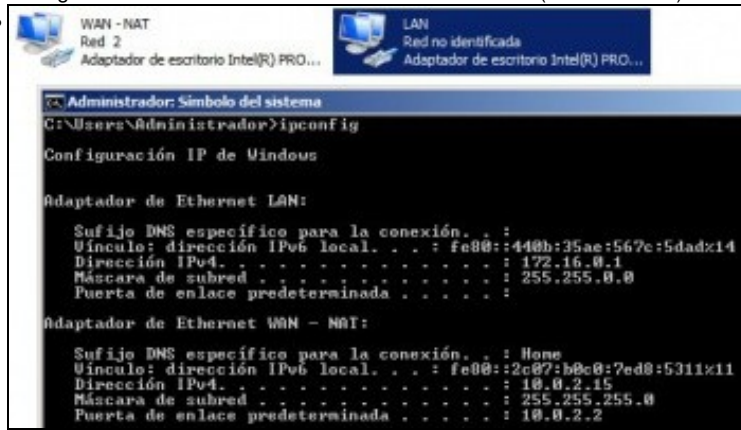 WAN - NAT
Red 2
Adaptador de escritorio Intel(R) PRO...
LAN
Red no identificada
Adaptador de escritorio Intel(R) PRO...
Administrador: Símbolo del sistema
C:\Users\Administrador>ipconfig
Configuración IP de Windows
Adaptador de Ethernet LAN:
Sufijo DNS específico para la conexión. . :
Vínculo: dirección IPv6 local. . . : fe80::440b:35ae:567c:5dad%14
Dirección IPv4. . . . . . . . . . . . . . : 172.16.0.1
Máscara de subred . . . . . . . . . . . . : 255.255.0.0
Puerta de enlace predeterminada . . . . . :
Adaptador de Ethernet WAN - NAT:
Sufijo DNS específico para la conexión. . : Home
Vínculo: dirección IPv6 local. . . : fe80::2c07:b0c0:7ed8:5311%11
Dirección IPv4. . . . . . . . . . . . . . : 10.0.2.15
Máscara de subred . . . . . . . . . . . . : 255.255.255.0
Puerta de enlace predeterminada . . . . . : 10.0.2.2